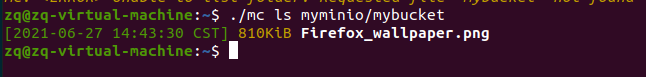 zq@zq-virtual-machine:~$ ./mc ls myminio/mybucket
[2021-06-27 14:43:30 CST] 810KiB Firefox_wallpaper.png
zq@zq-virtual-machine:~$